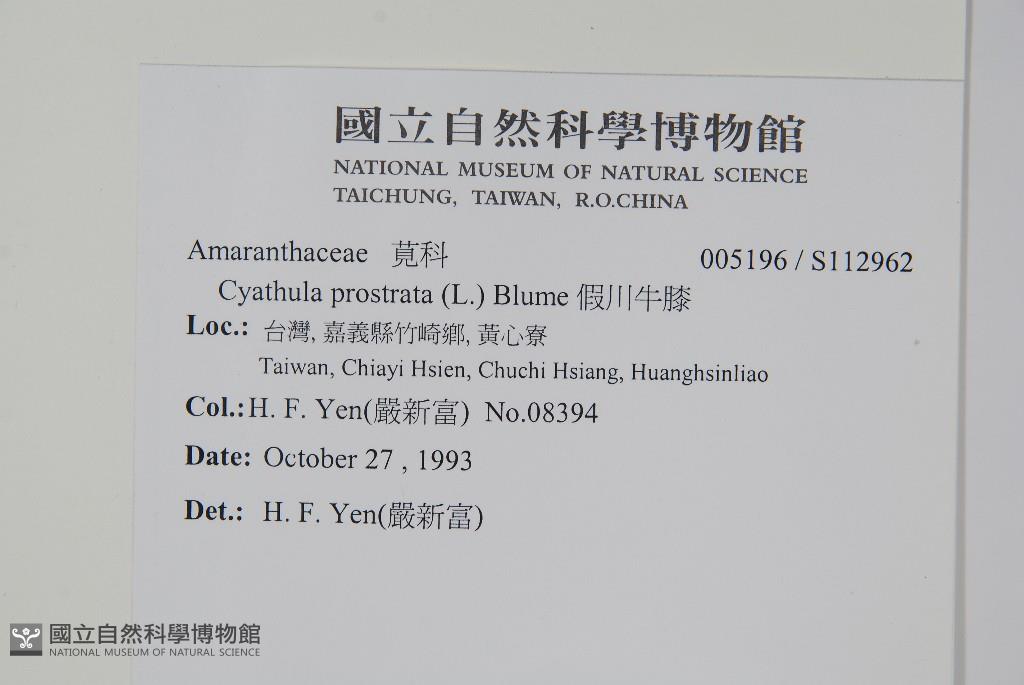 國立自然科學博物館
NATIONAL MUSEUM OF NATURAL SCIENCE
TAICHUNG, TAIWAN, R.O.CHINA
Amaranthaceae 莧科 005196 / S112962
Cyathula prostrata (L.) Blume 假川牛膝
Loc.: 台灣, 嘉義縣竹崎鄉, 黃心寮
Taiwan, Chiayi Hsien, Chuchi Hsiang, Huanghsinliao
Col.: H. F. Yen(嚴新富) No.08394
Date: October 27 , 1993
Det.: H. F. Yen(嚴新富)
國立自然科學博物館
NATIONAL MUSEUM OF NATURAL SCIENCE